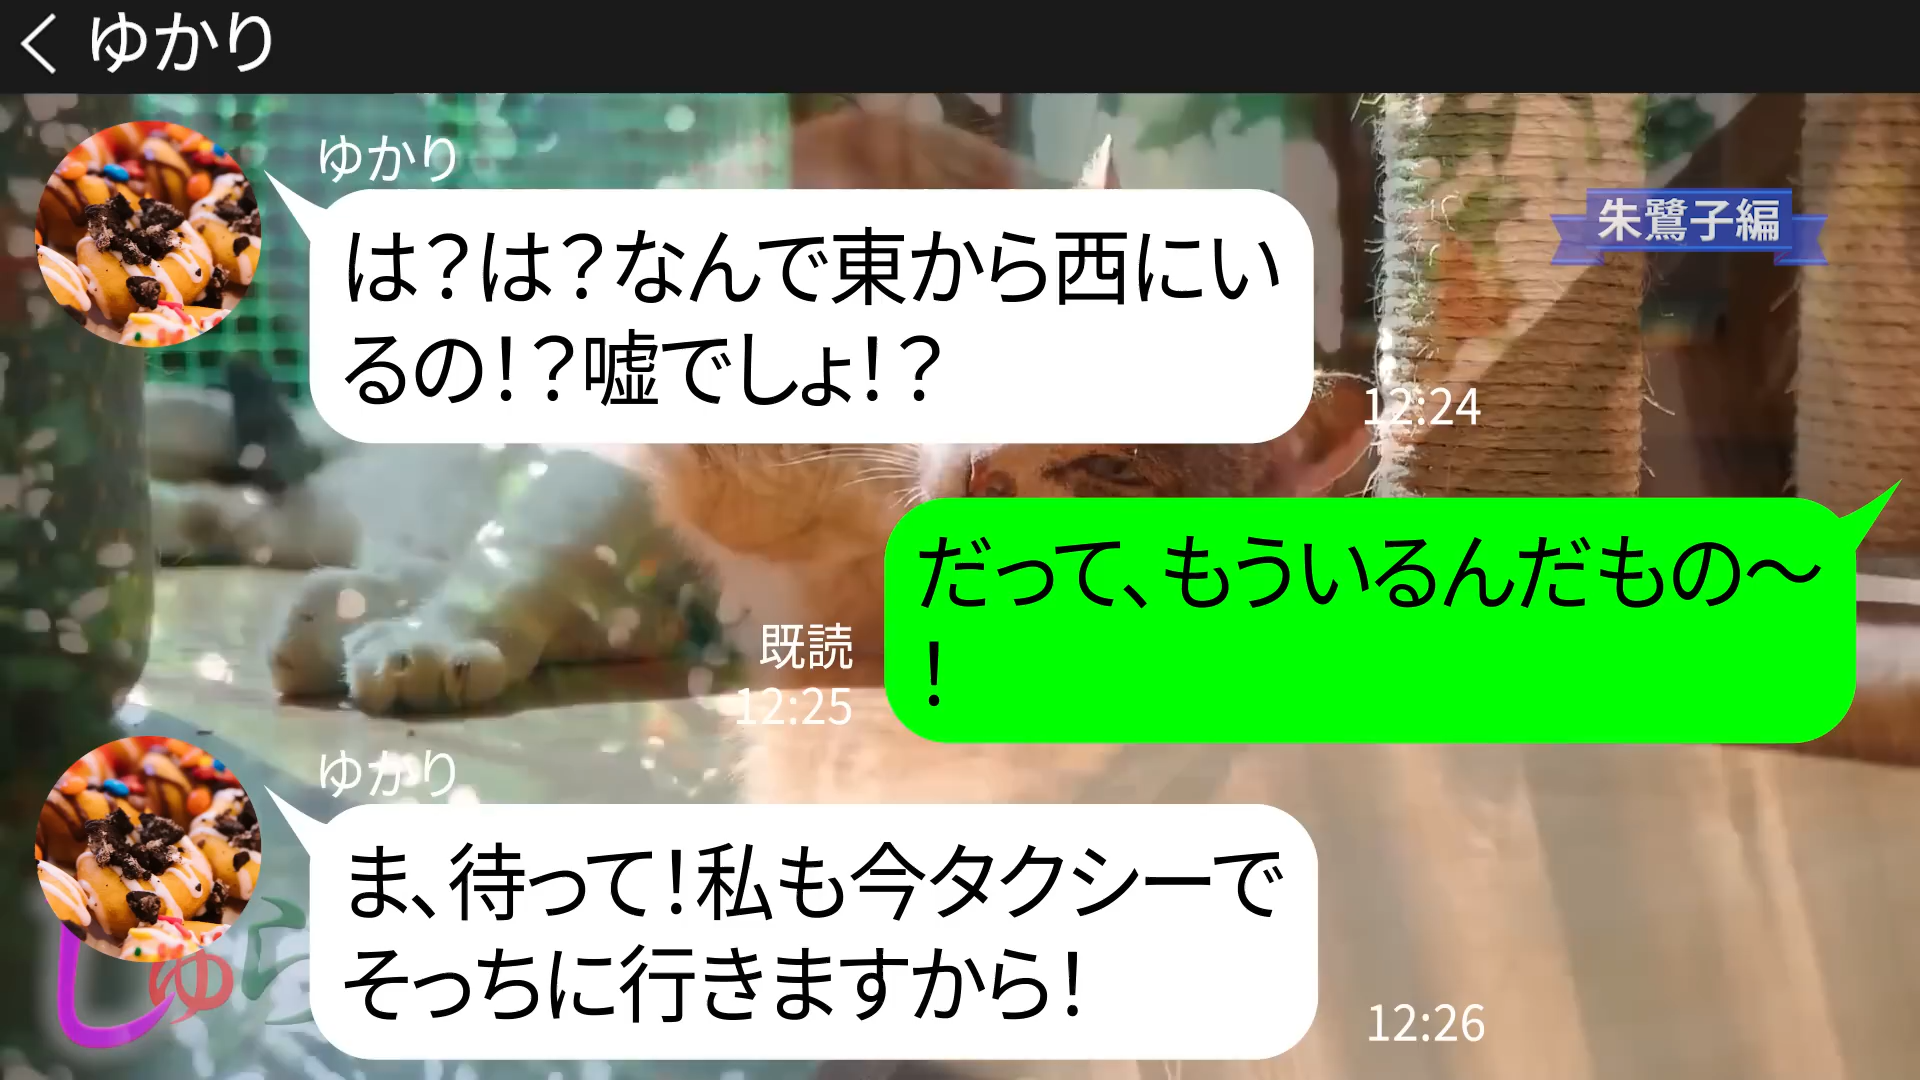 ゆかり
ゆかり
朱鷺子編
は？は？なんで東から西にい
るの！？嘘でしょ！？
12:24
だって、もういるんだもの～
！
既読
12:25
ゆかり
ま、待って！私も今タクシーで
そっちに行きますから！
12:26
しゅら